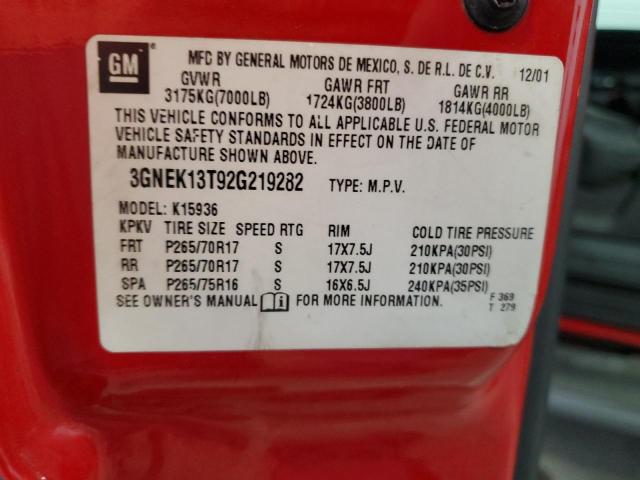 GM
MFD BY GENERAL MOTORS DE MEXICO, S. DE R.L. DE C.V. 12/01
GVWR GAWR FRT GAWR RR
3175KG(7000LB) 1724KG(3800LB) 1814KG(4000LB)
THIS VEHICLE CONFORMS TO ALL APPLICABLE U.S. FEDERAL MOTOR
VEHICLE SAFETY STANDARDS IN EFFECT ON THE DATE OF
MANUFACTURE SHOWN ABOVE.
3GNEK13T92G219282 TYPE: M.P.V.
MODEL: K15936
KPKV TIRE SIZE SPEED RTG RIM COLD TIRE PRESSURE
FRT P265/70R17 S 17X7.5J 210KPA(30PSI)
RR P265/70R17 S 17X7.5J 210KPA(30PSI)
SPA P265/75R16 S 16X6.5J 240KPA(35PSI)
SEE OWNER'S MANUAL i FOR MORE INFORMATION. F 369
T 279